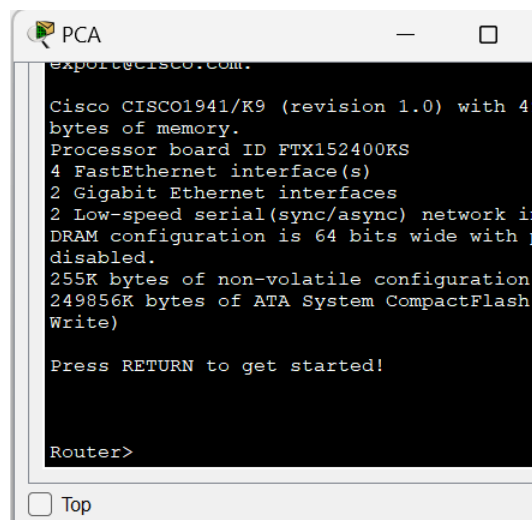 PCA
export@cisco.com.
Cisco CISCO1941/K9 (revision 1.0) with 4
bytes of memory.
Processor board ID FTX152400KS
4 FastEthernet interface(s)
2 Gigabit Ethernet interfaces
2 Low-speed serial(sync/async) network i
DRAM configuration is 64 bits wide with
disabled.
255K bytes of non-volatile configuration
249856K bytes of ATA System CompactFlash
Write)
Press RETURN to get started!
Router>
Top